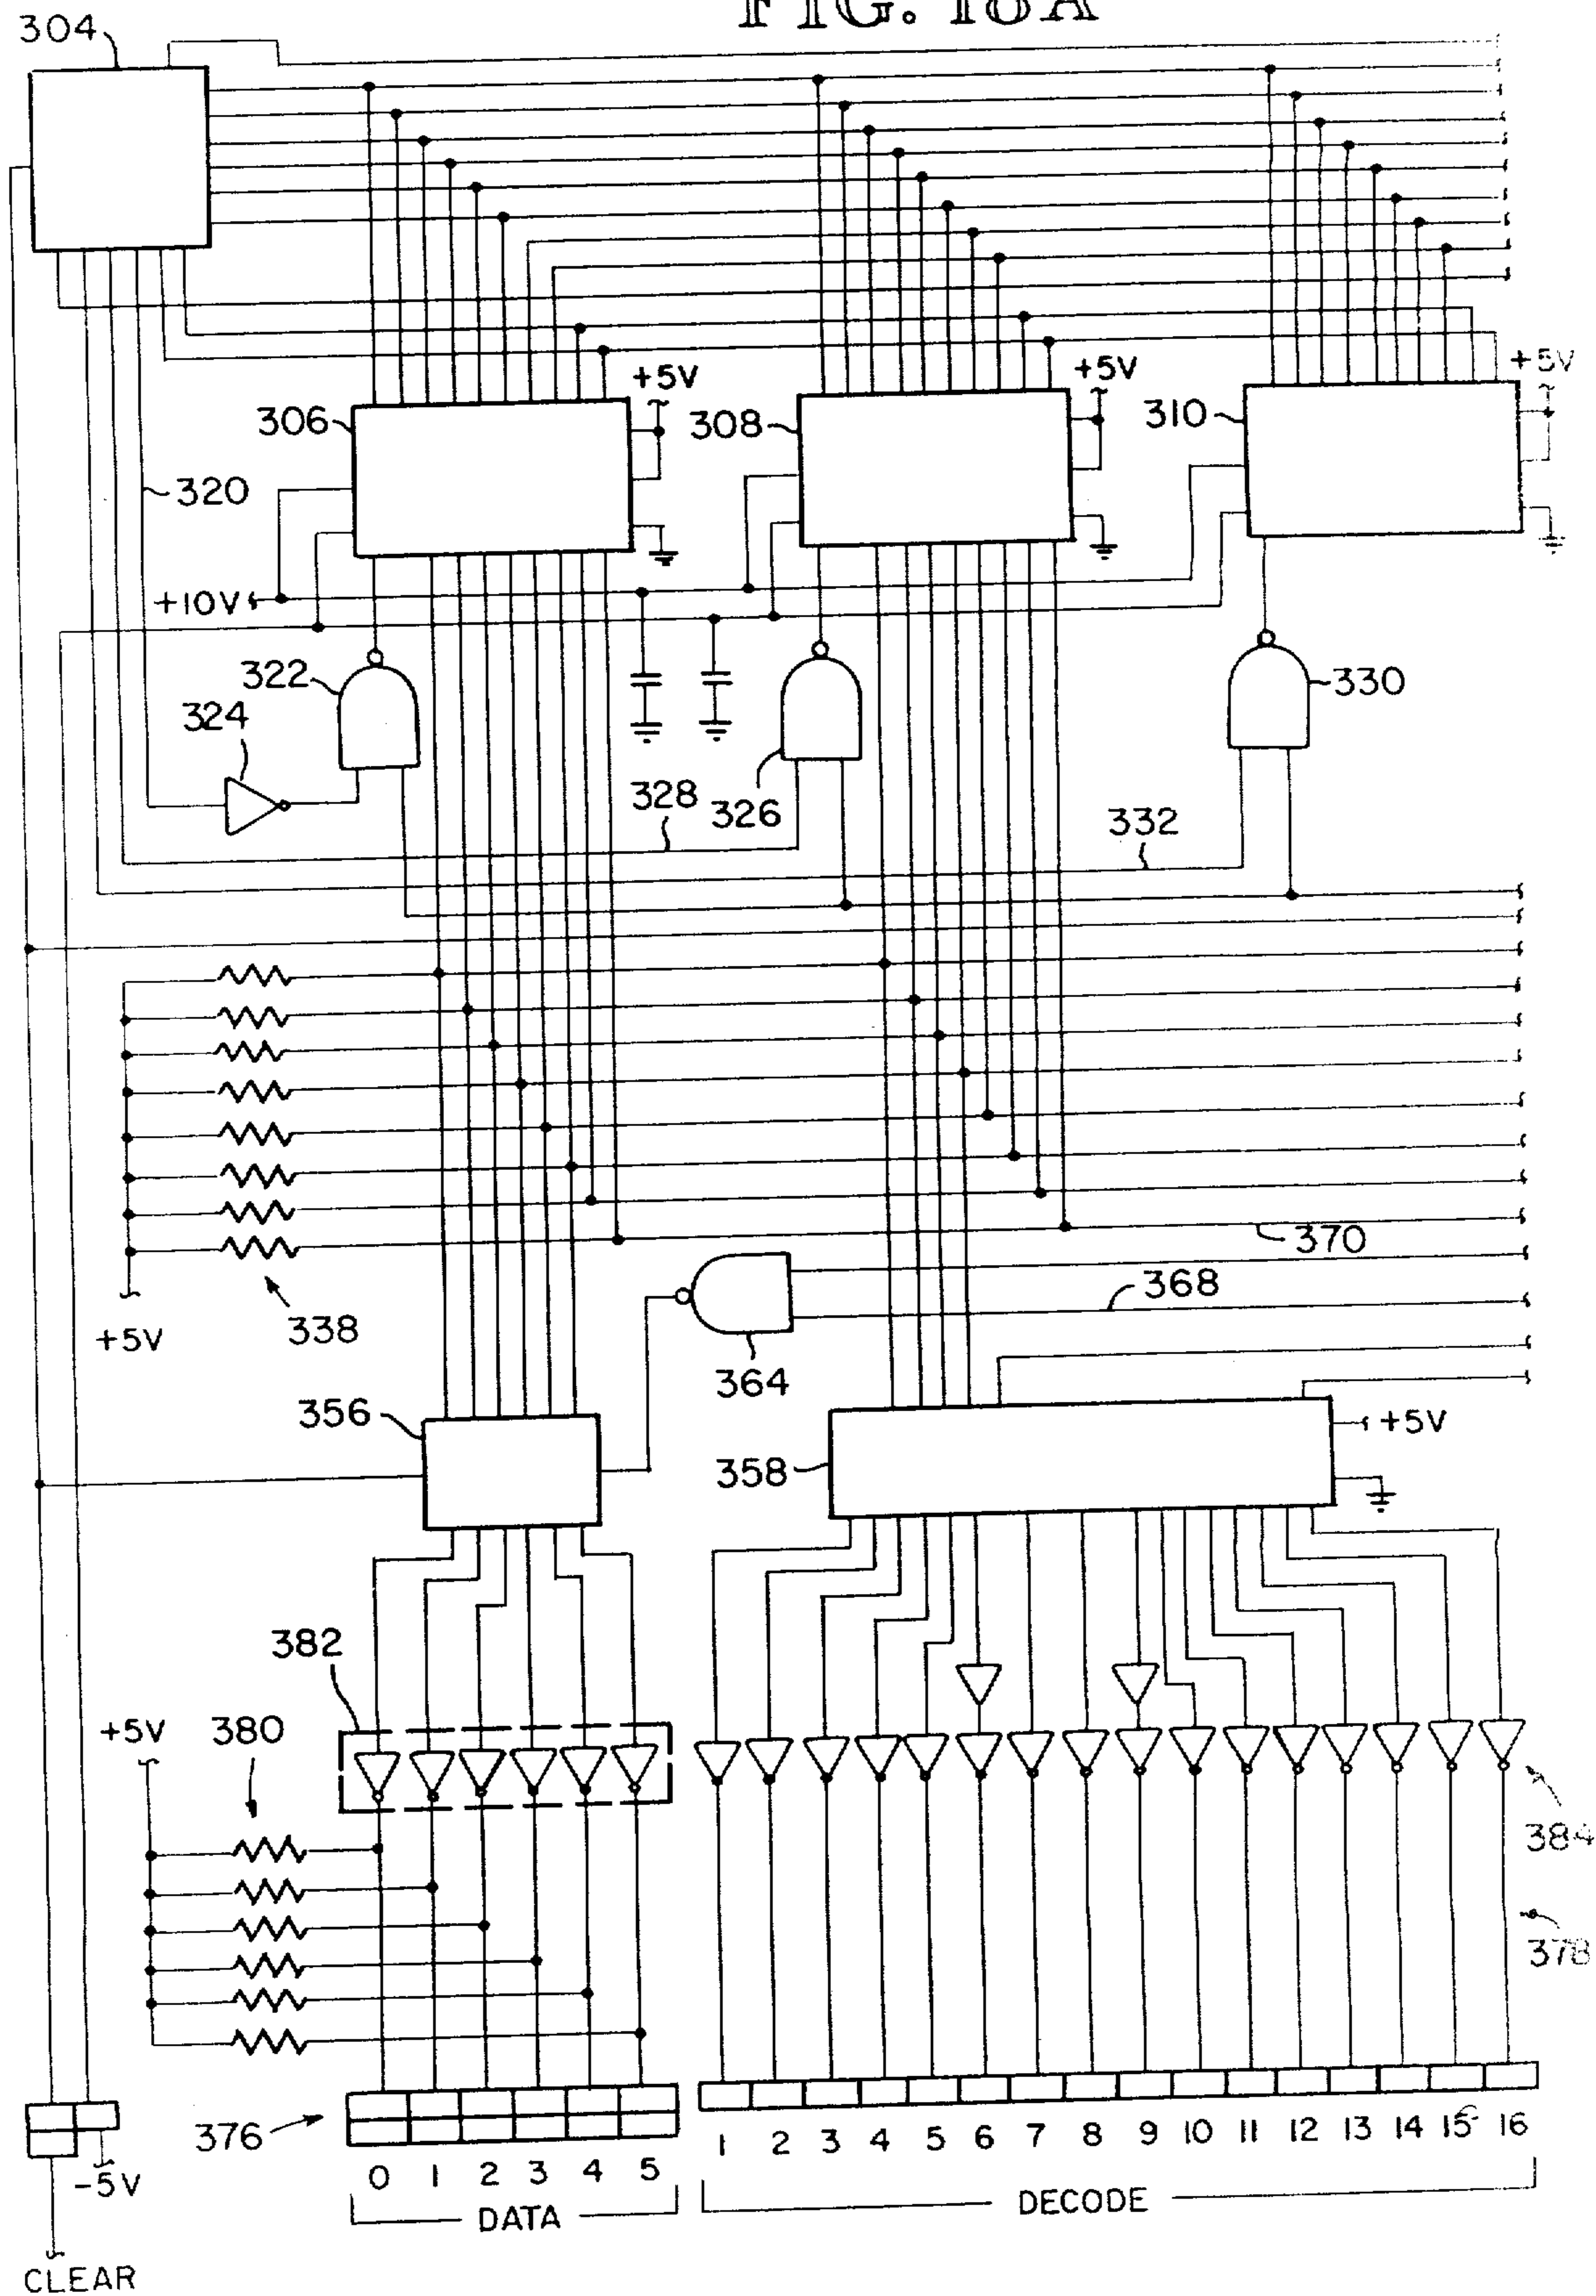 FIG. 18A
304
+5V
+5V
+5V
306
308
310
320
+10V
322
324
330
328
326
332
370
368
+5V
338
364
356
+5V
358
382
+5V
380
384
378
376
1 2 3 4 5 6 7 8 9 10 11 12 13 14 15 16
-5V
0 1 2 3 4 5
DATA
DECODE
CLEAR